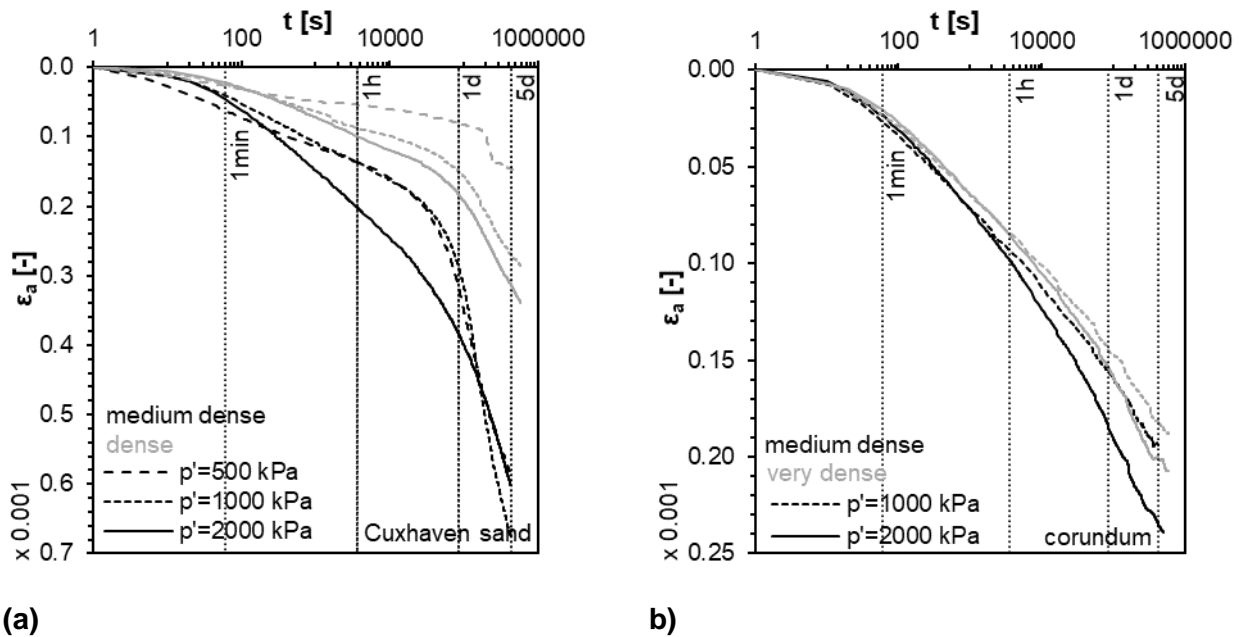 t [s]
1 100 10000 1000000
0.0
0.1
0.2
0.3
0.4
0.5
0.6
0.7
εa [-]
x 0.001
1min
1h
1d
5d
medium dense
dense
p'=500 kPa
p'=1000 kPa
p'=2000 kPa
Cuxhaven sand
(a)
t [s]
1 100 10000 1000000
0.00
0.05
0.10
0.15
0.20
0.25
εa [-]
x 0.001
1min
1h
1d
5d
medium dense
very dense
p'=1000 kPa
p'=2000 kPa
corundum
b)